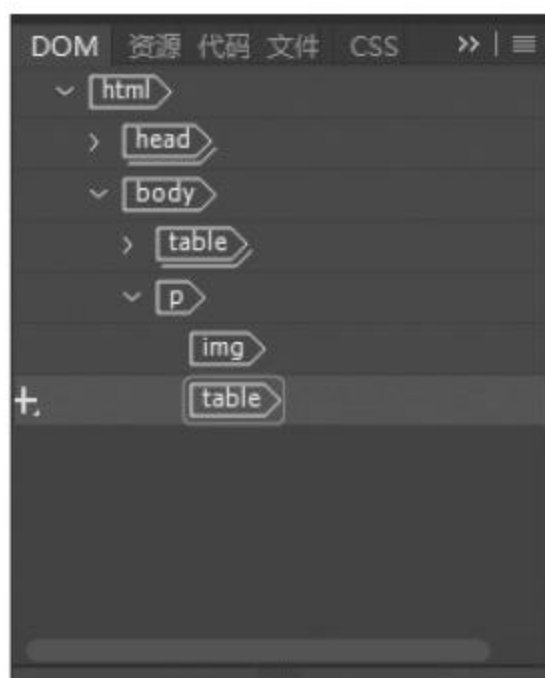 DOM 资源 代码 文件 CSS
html
head
body
table
p
img
table